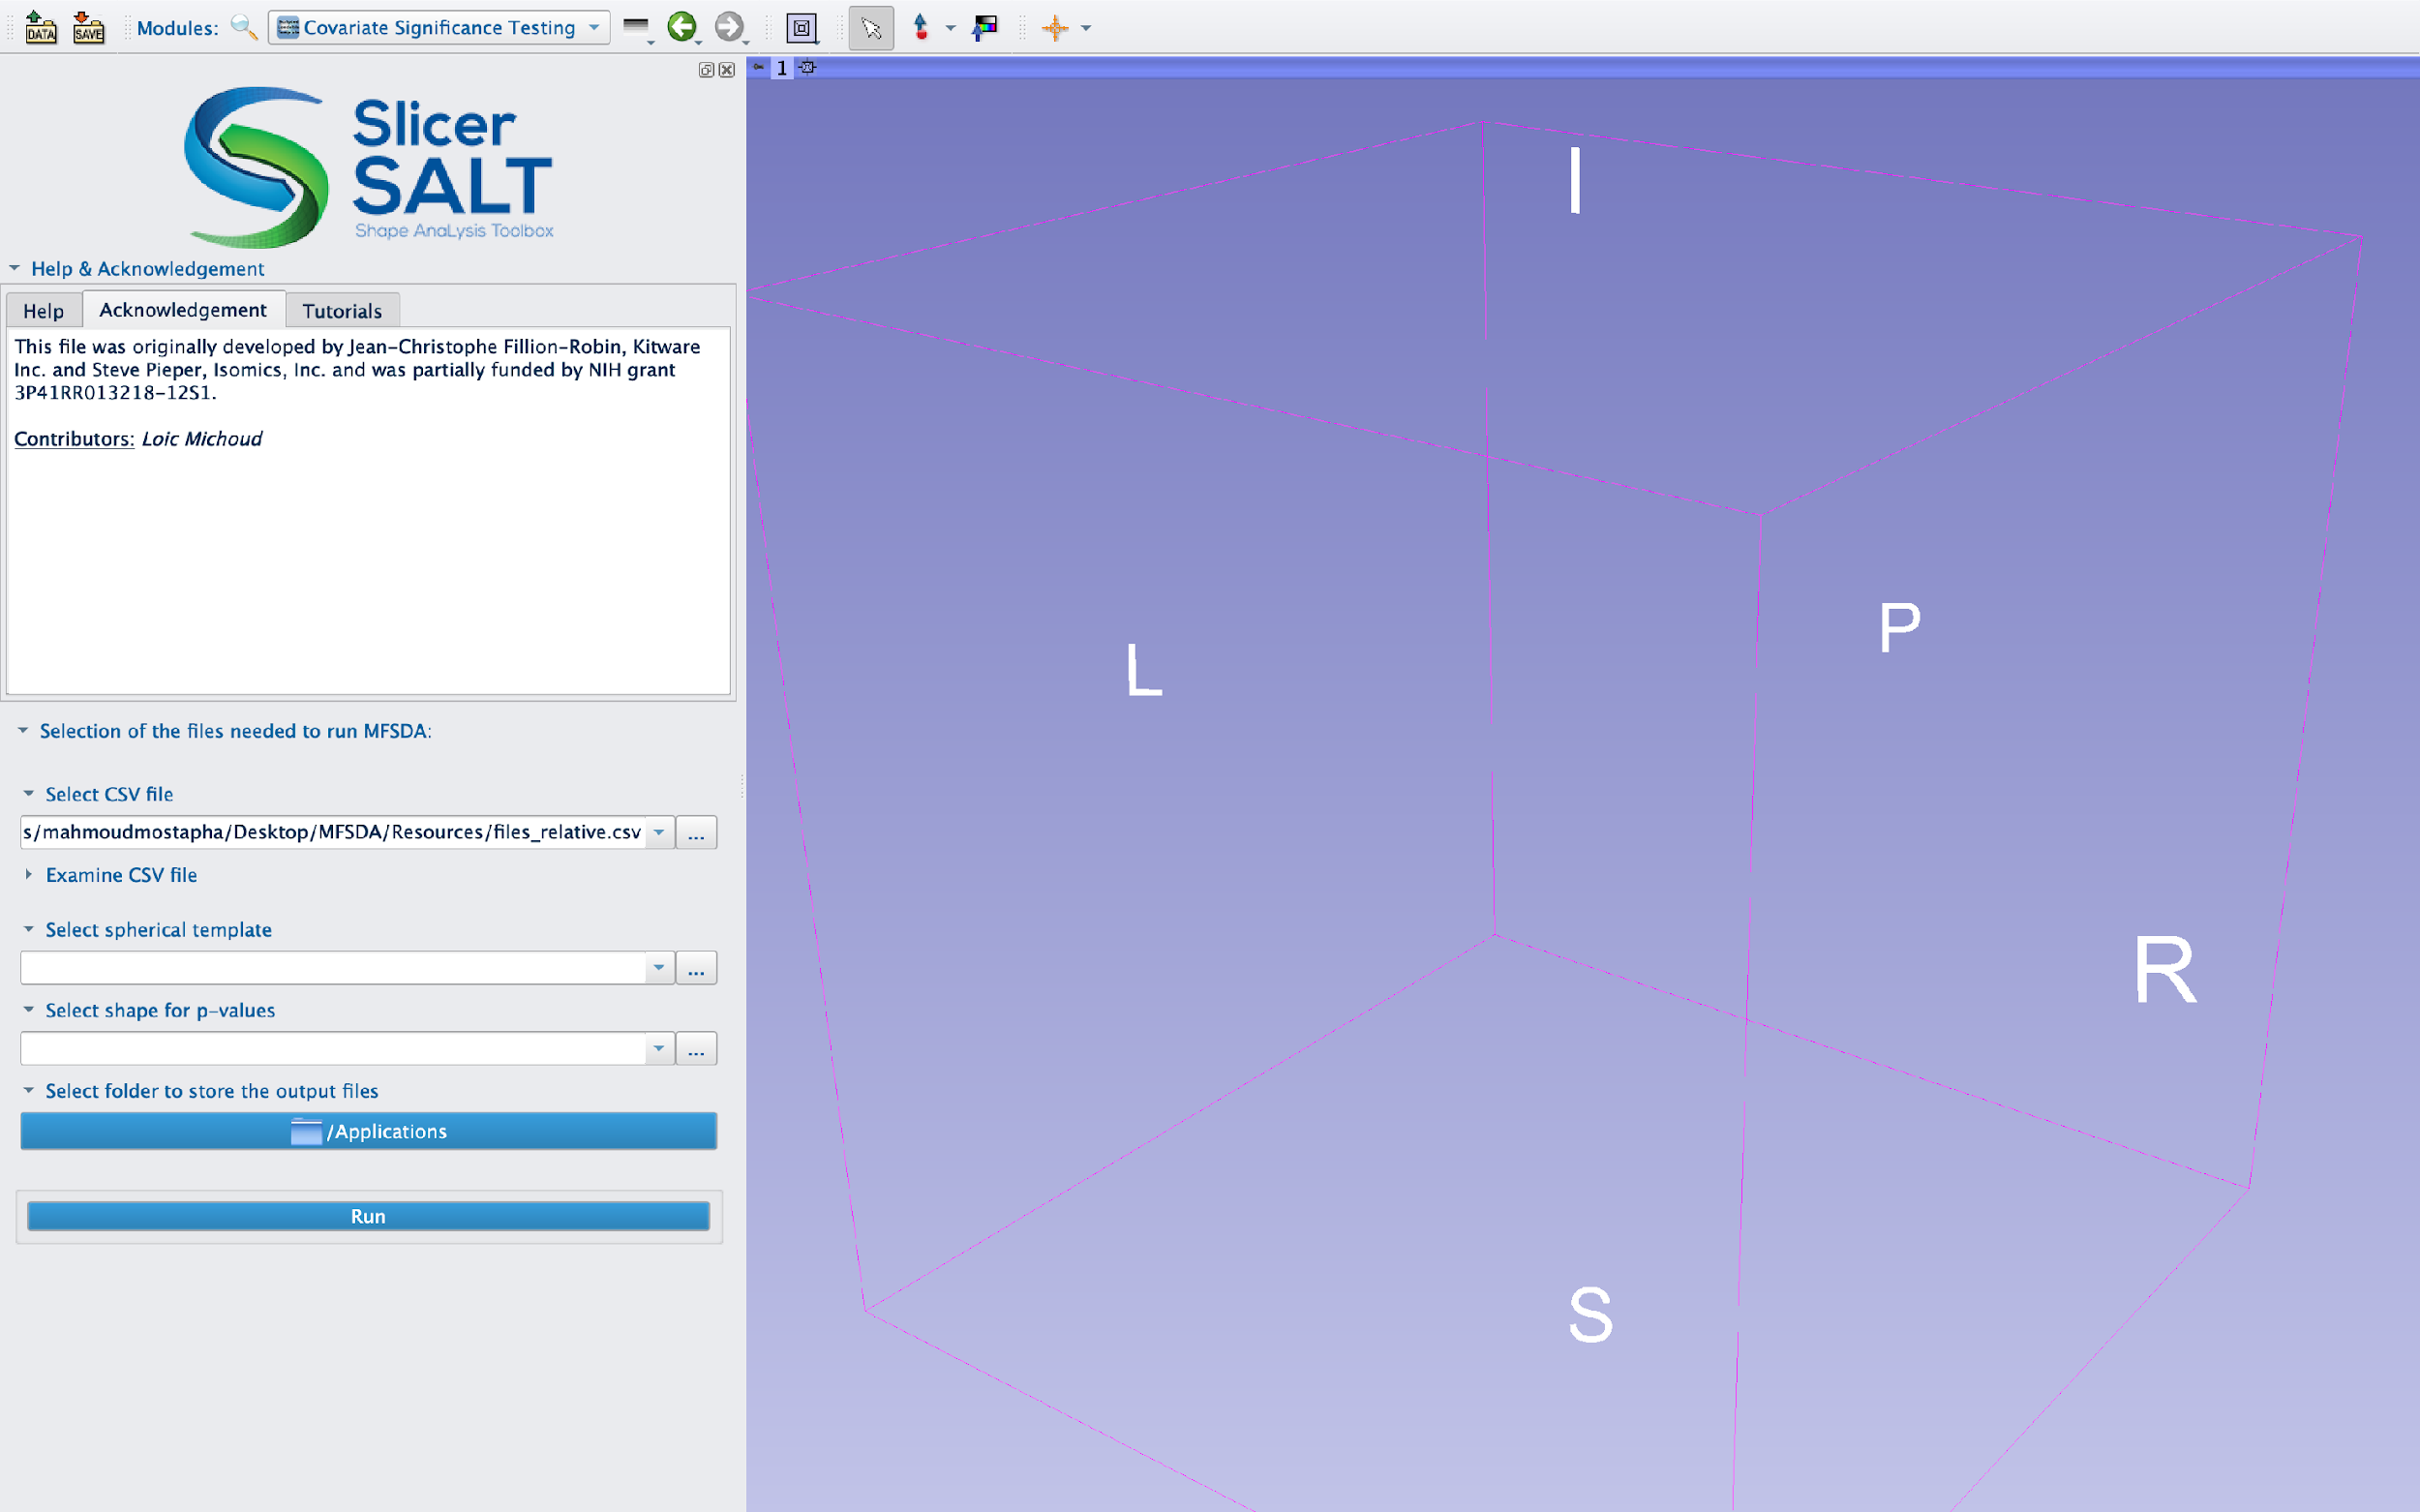 DATA SAVE Modules: Covariate Significance Testing
1
Slicer
SALT
Shape AnaLysis Toolbox
Help & Acknowledgement
Help Acknowledgement Tutorials
This file was originally developed by Jean-Christophe Fillion-Robin, Kitware
Inc. and Steve Pieper, Isomics, Inc. and was partially funded by NIH grant
3P41RR013218-12S1.
Contributors: Loic Michoud
Selection of the files needed to run MFSDA:
Select CSV file
s/mahmoudmostapha/Desktop/MFSDA/Resources/files_relative.csv ...
Examine CSV file
Select spherical template
...
Select shape for p-values
...
Select folder to store the output files
/Applications
Run
I
P
L
R
S